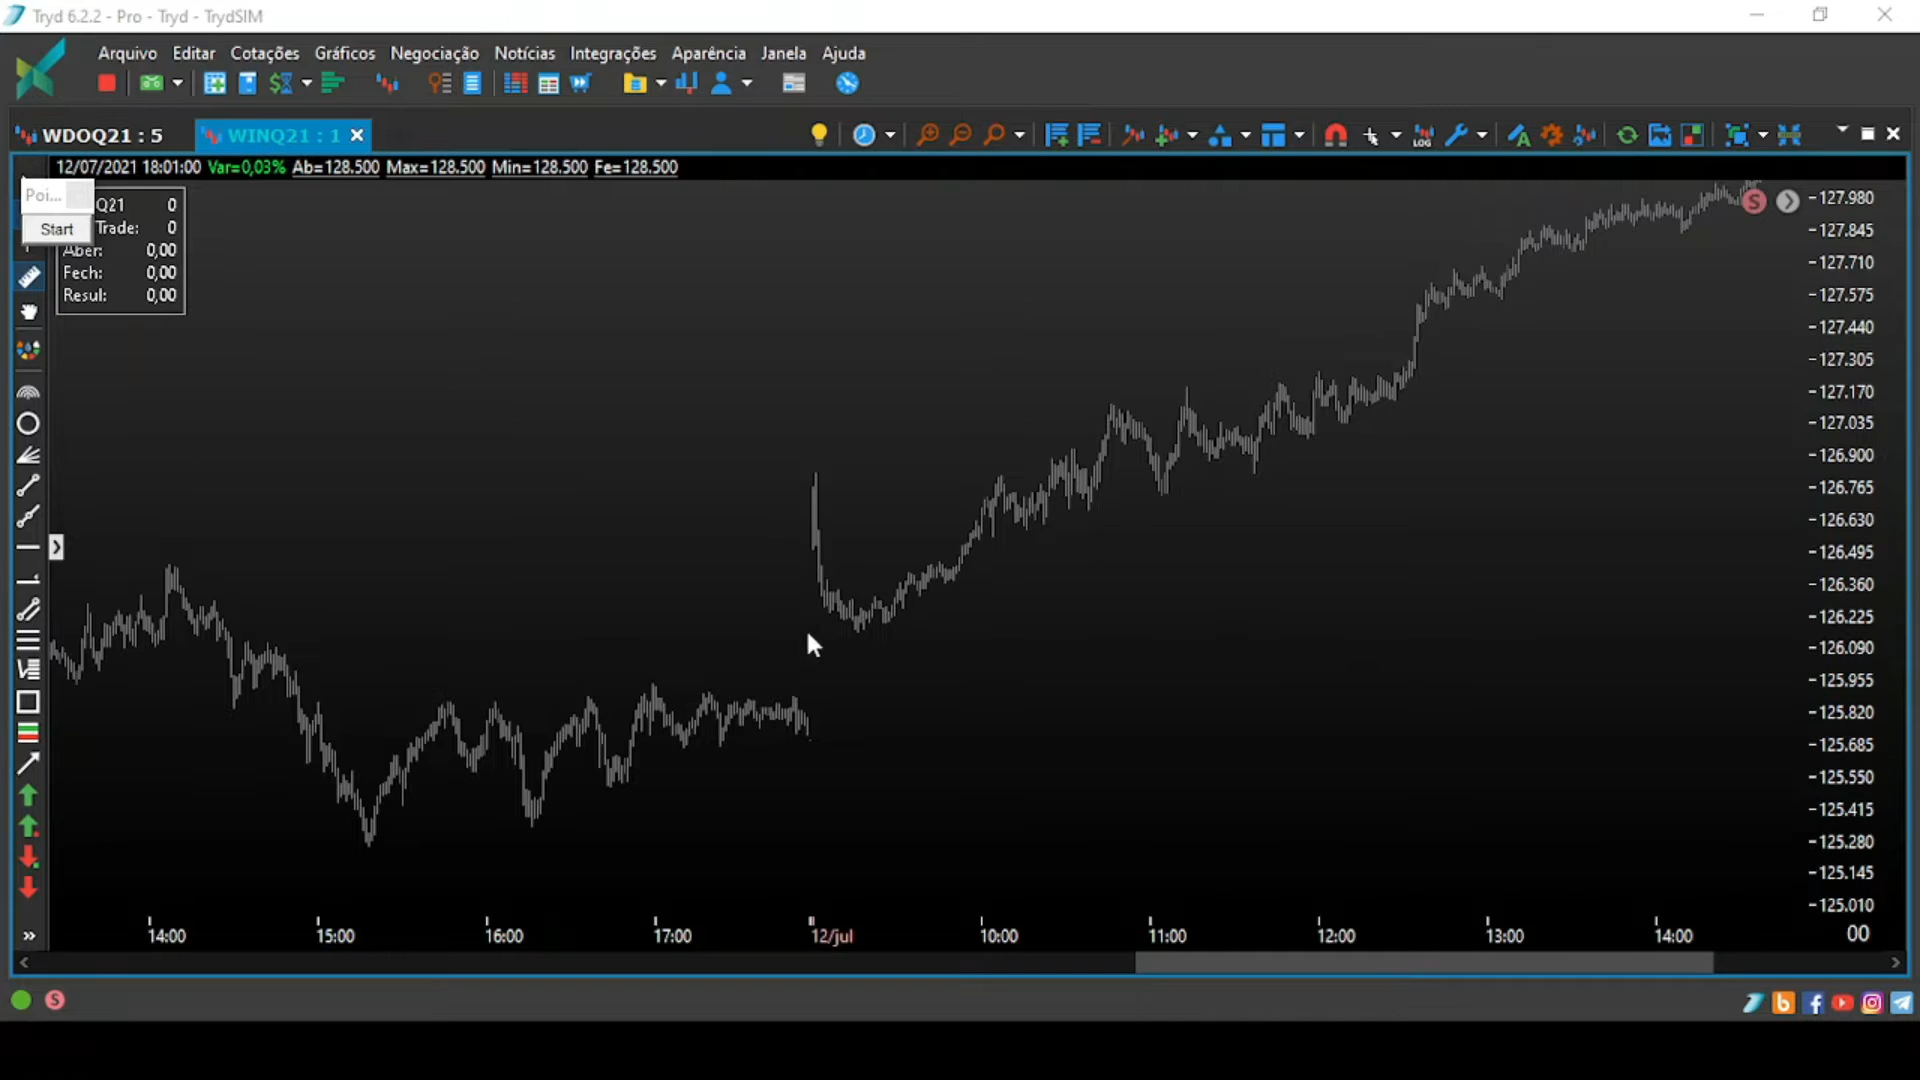 Tryd 6.2.2 - Pro - Tryd - TrydSIM
Arquivo Editar Cotações Gráficos Negociação Notícias Integrações Aparência Janela Ajuda
WDOQ21 : 5 WINQ21 : 1
LOG
12/07/2021 18:01:00 Var=0,03% Ab=128.500 Max=128.500 Min=128.500 Fe=128.500
Poi...
Start
Q21 0
Trade: 0
Aber: 0,00
Fech: 0,00
Resul: 0,00
S
127.980
127.845
127.710
127.575
127.440
127.305
127.170
127.035
126.900
126.765
126.630
126.495
126.360
126.225
126.090
125.955
125.820
125.685
125.550
125.415
125.280
125.145
125.010
14:00 15:00 16:00 17:00 12/jul 10:00 11:00 12:00 13:00 14:00 00
S